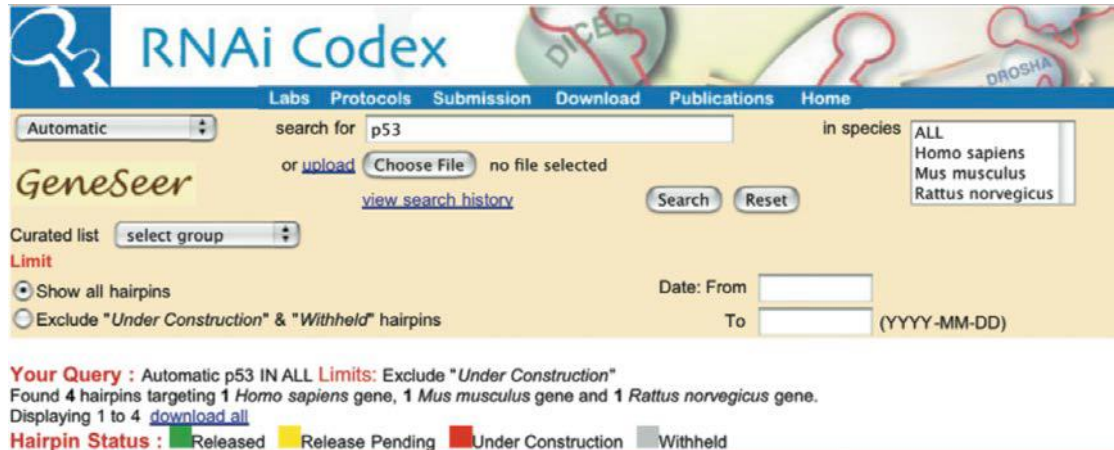 RNAi Codex
DICER
DROSHA
Labs Protocols Submission Download Publications Home
Automatic search for p53 in species ALL
Homo sapiens
Mus musculus
Rattus norvegicus
or upload Choose File no file selected
GeneSeer
view search history Search Reset
Curated list select group
Limit
Show all hairpins Date: From
Exclude "Under Construction" & "Withheld" hairpins To (YYYY-MM-DD)
Your Query : Automatic p53 IN ALL Limits: Exclude "Under Construction"
Found 4 hairpins targeting 1 Homo sapiens gene, 1 Mus musculus gene and 1 Rattus norvegicus gene.
Displaying 1 to 4 download all
Hairpin Status : Released Release Pending Under Construction Withheld